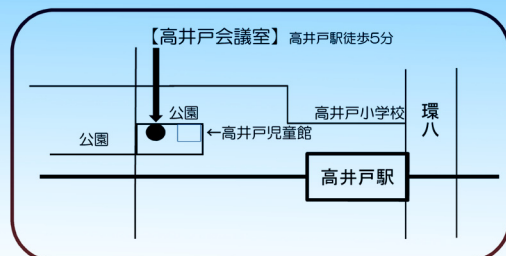 【高井戸会議室】 高井戸駅徒歩5分
公園
高井戸小学校
環八
公園
←高井戸児童館
高井戸駅